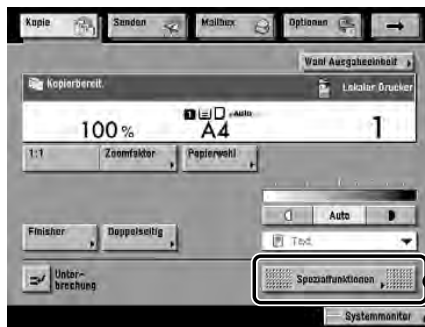 Kopie Senden Mailbox Optionen
Wahl Ausgabeeinheit
Kopierbereit. Lokaler Drucker
100% 1 Auto A4 1
1:1 Zoomfaktor Papierwahl
Auto
Finisher Doppelseitig
Text
Unter-
brechung
Spezialfunktionen
Systemmonitor